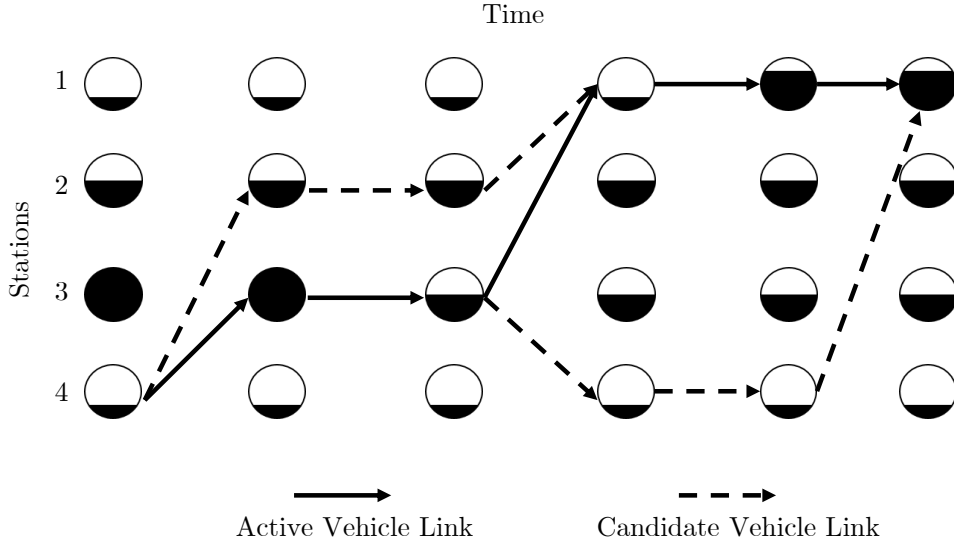 Time
Stations
1
2
3
4
Active Vehicle Link
Candidate Vehicle Link